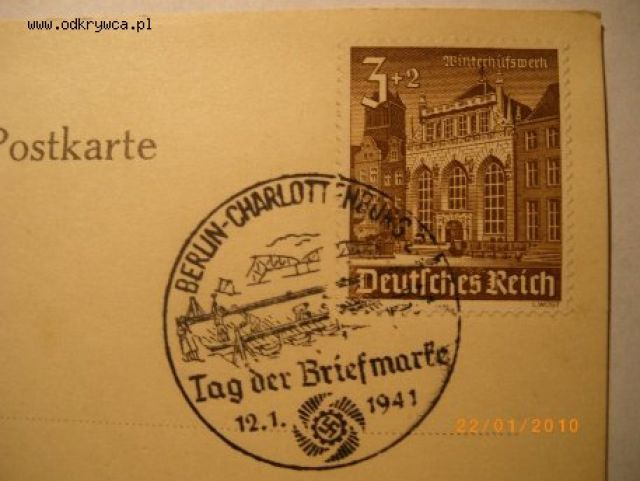 www.odkrywca.pl
3+2
Winterhilfswerk
Postkarte
Deutsches Reich
BERLIN-CHARLOTTENBURG
Tag der Briefmarke
12.1. 1941
22/01/2010